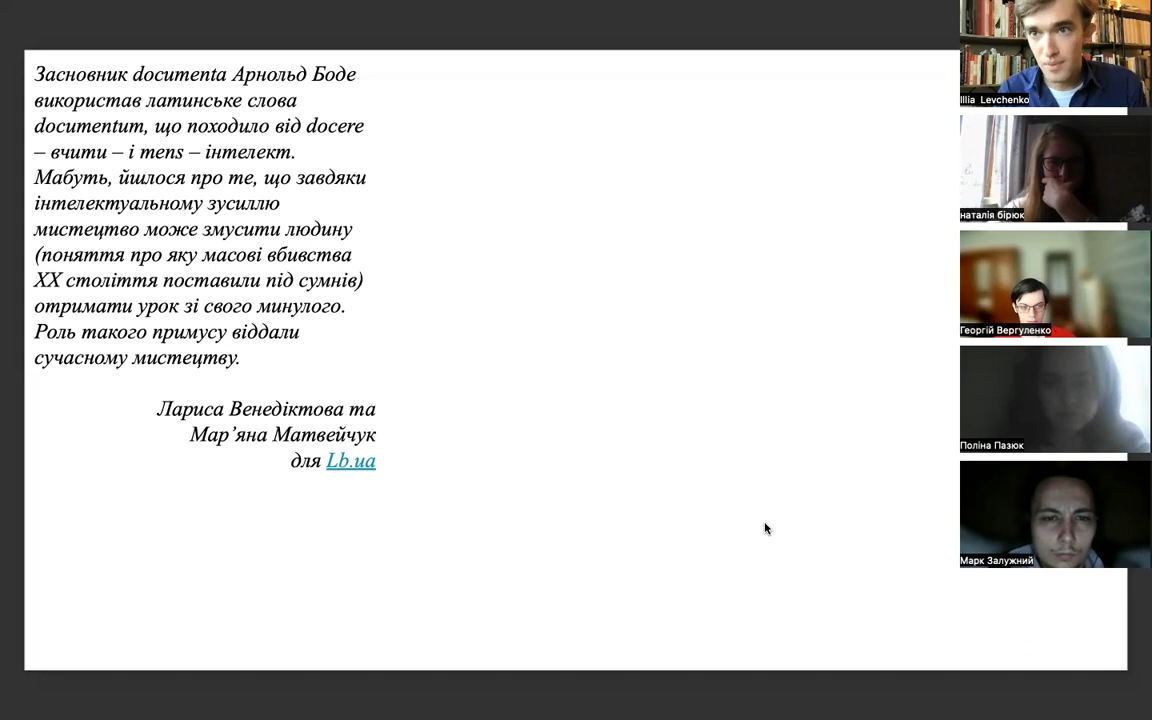 Засновник documenta Арнольд Боде
використав латинське слова
documentum, що походило від docere
– вчити – і mens – інтелект.
Мабуть, йшлося про те, що завдяки
інтелектуальному зусиллю
мистецтво може змусити людину
(поняття про яку масові вбивства
ХХ століття поставили під сумнів)
отримати урок зі свого минулого.
Роль такого примусу віддали
сучасному мистецтву.
Лариса Венедіктова та
Мар’яна Матвейчук
для Lb.ua
Illia Levchenko
наталія бірюк
Георгій Вергуленко
Поліна Пазюк
Марк Залужний